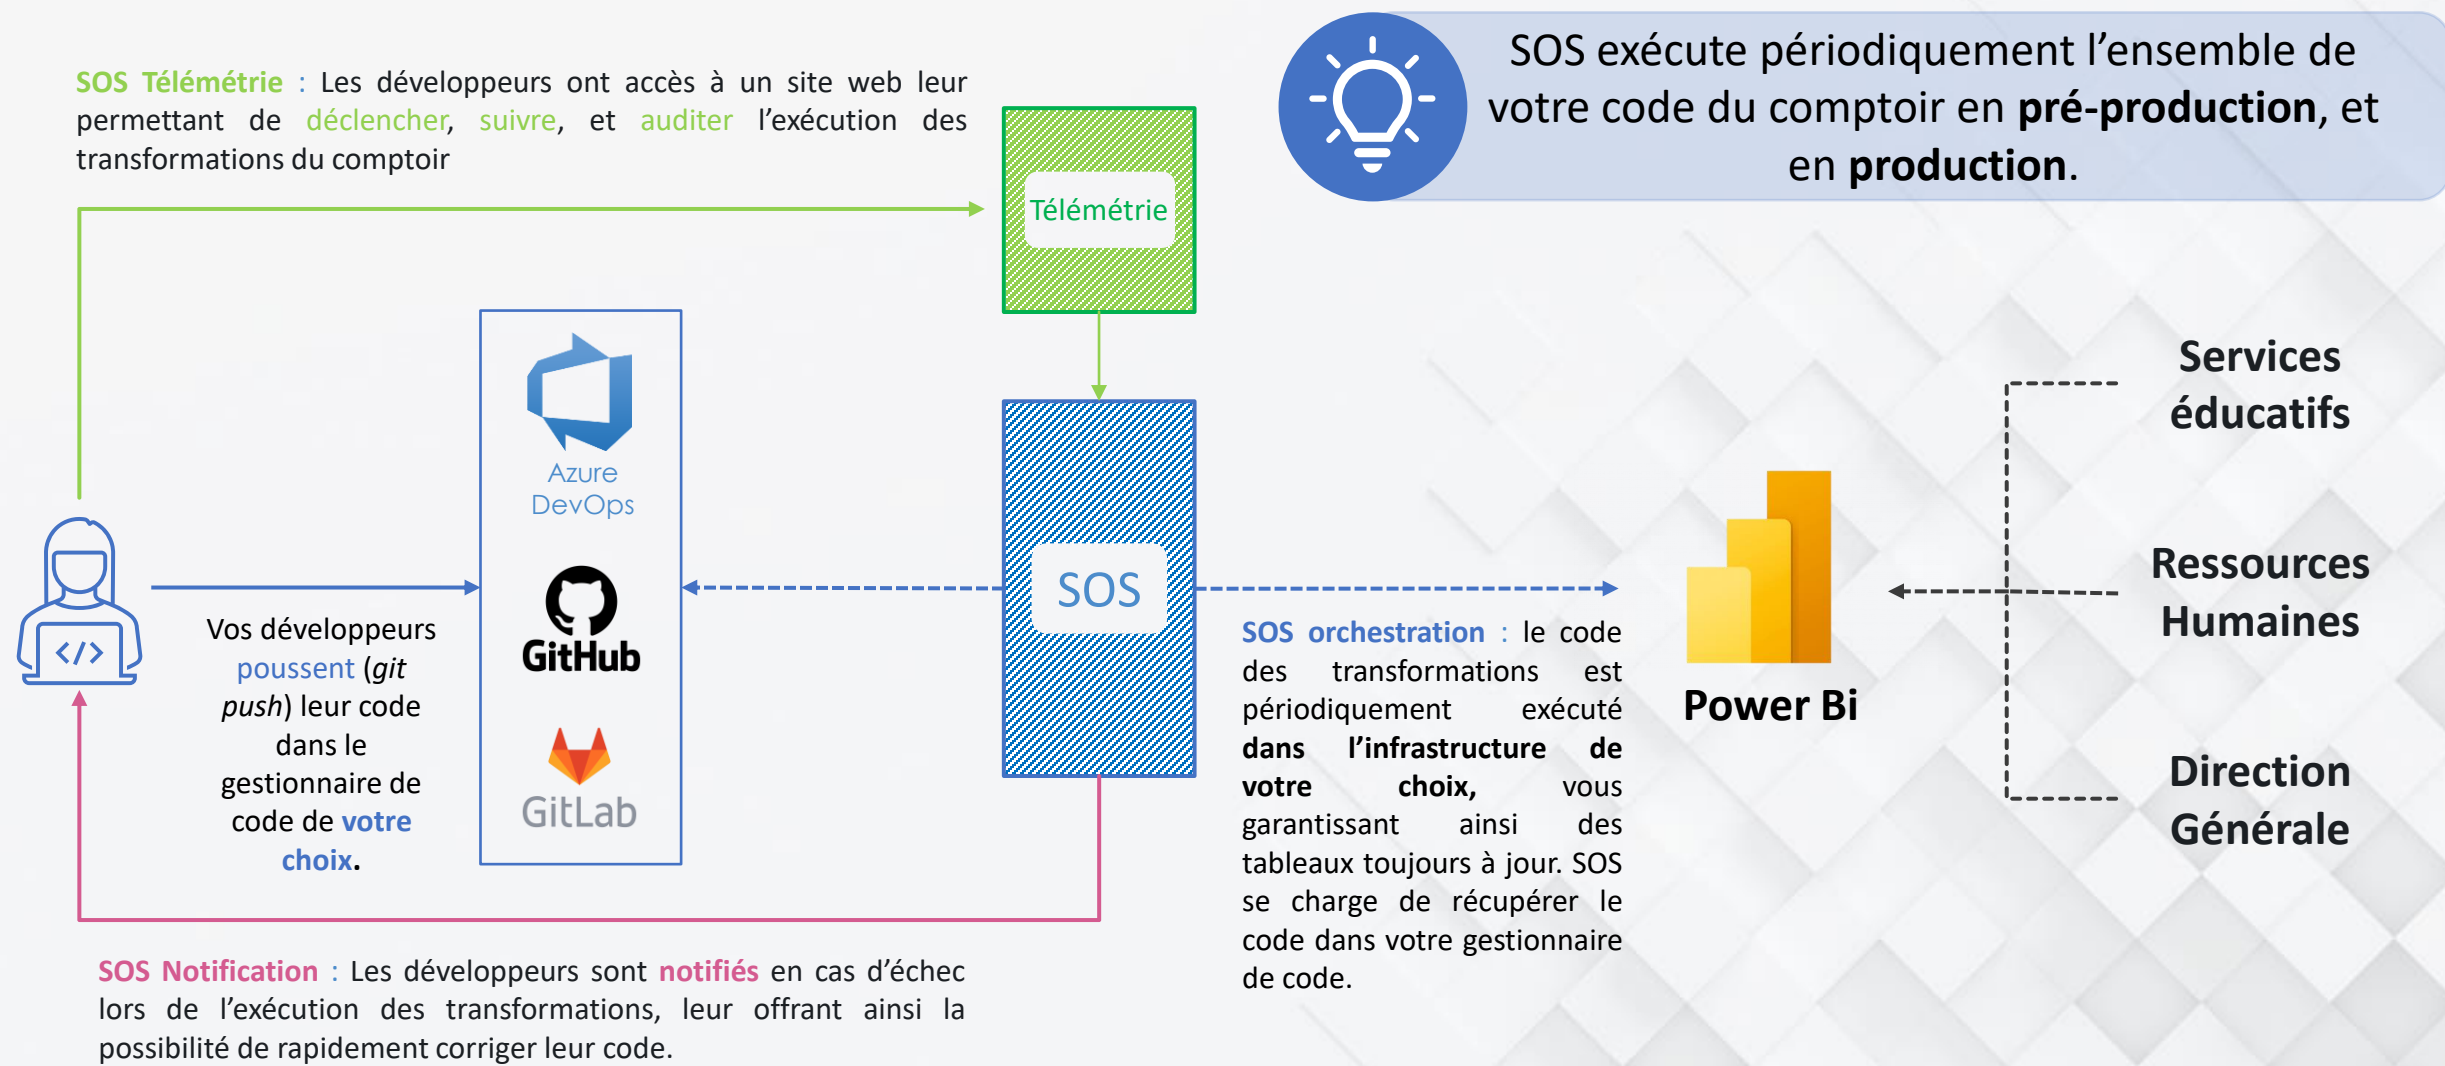 SOS exécute périodiquement l’ensemble de
votre code du comptoir en pré-production, et
en production.
SOS Télémétrie : Les développeurs ont accès à un site web leur
permettant de déclencher, suivre, et auditer l’exécution des
transformations du comptoir
Télémétrie
Azure
DevOps
GitHub
GitLab
</>
Vos développeurs
poussent (git
push) leur code
dans le
gestionnaire de
code de votre
choix.
SOS
SOS orchestration : le code
des transformations est
périodiquement exécuté
dans l’infrastructure de
votre choix, vous
garantissant ainsi des
tableaux toujours à jour. SOS
se charge de récupérer le
code dans votre gestionnaire
de code.
Power Bi
Services
éducatifs
Ressources
Humaines
Direction
Générale
SOS Notification : Les développeurs sont notifiés en cas d’échec
lors de l’exécution des transformations, leur offrant ainsi la
possibilité de rapidement corriger leur code.